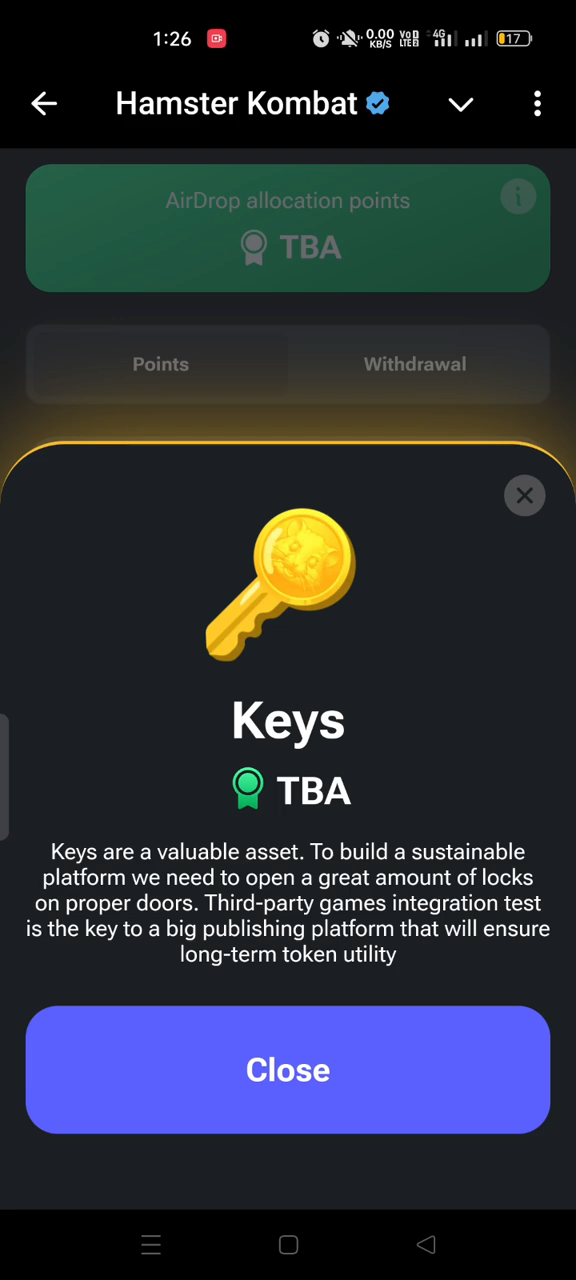 1:26
0.00
KB/S
VoD
LTE2
4G
17
Hamster Kombat
AirDrop allocation points
TBA
Points
Withdrawal
Keys
TBA
Keys are a valuable asset. To build a sustainable
platform we need to open a great amount of locks
on proper doors. Third-party games integration test
is the key to a big publishing platform that will ensure
long-term token utility
Close